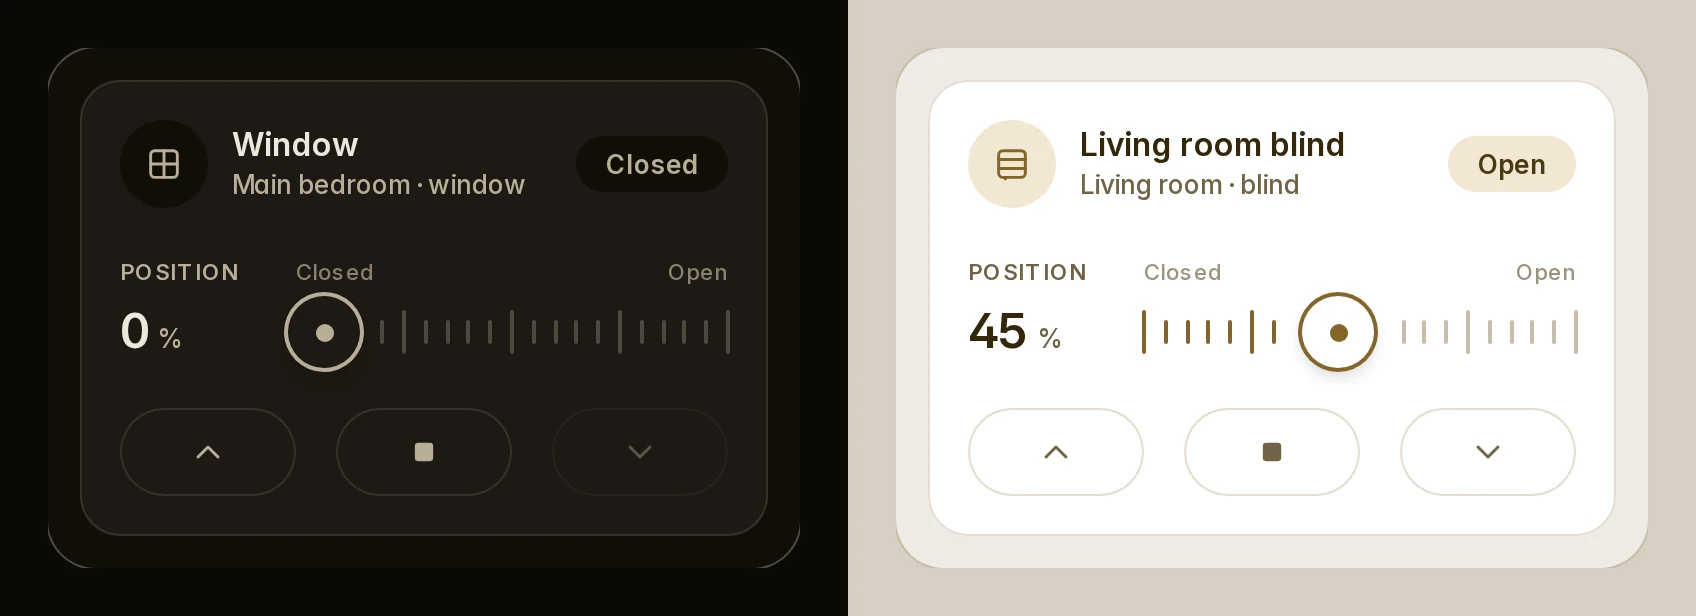 Window
Main bedroom · window
Closed
POSITION
Closed
Open
0 %
Living room blind
Living room · blind
Open
POSITION
Closed
Open
45 %